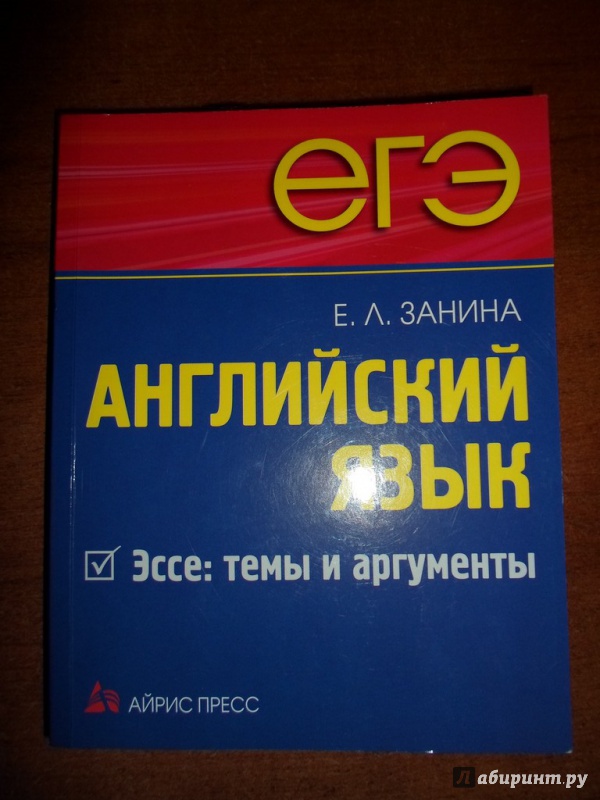 егэ
Е. Л. ЗАНИНА
АНГЛИЙСКИЙ
ЯЗЫК
Эссе: темы и аргументы
АЙРИС ПРЕСС
Лабиринт.ру